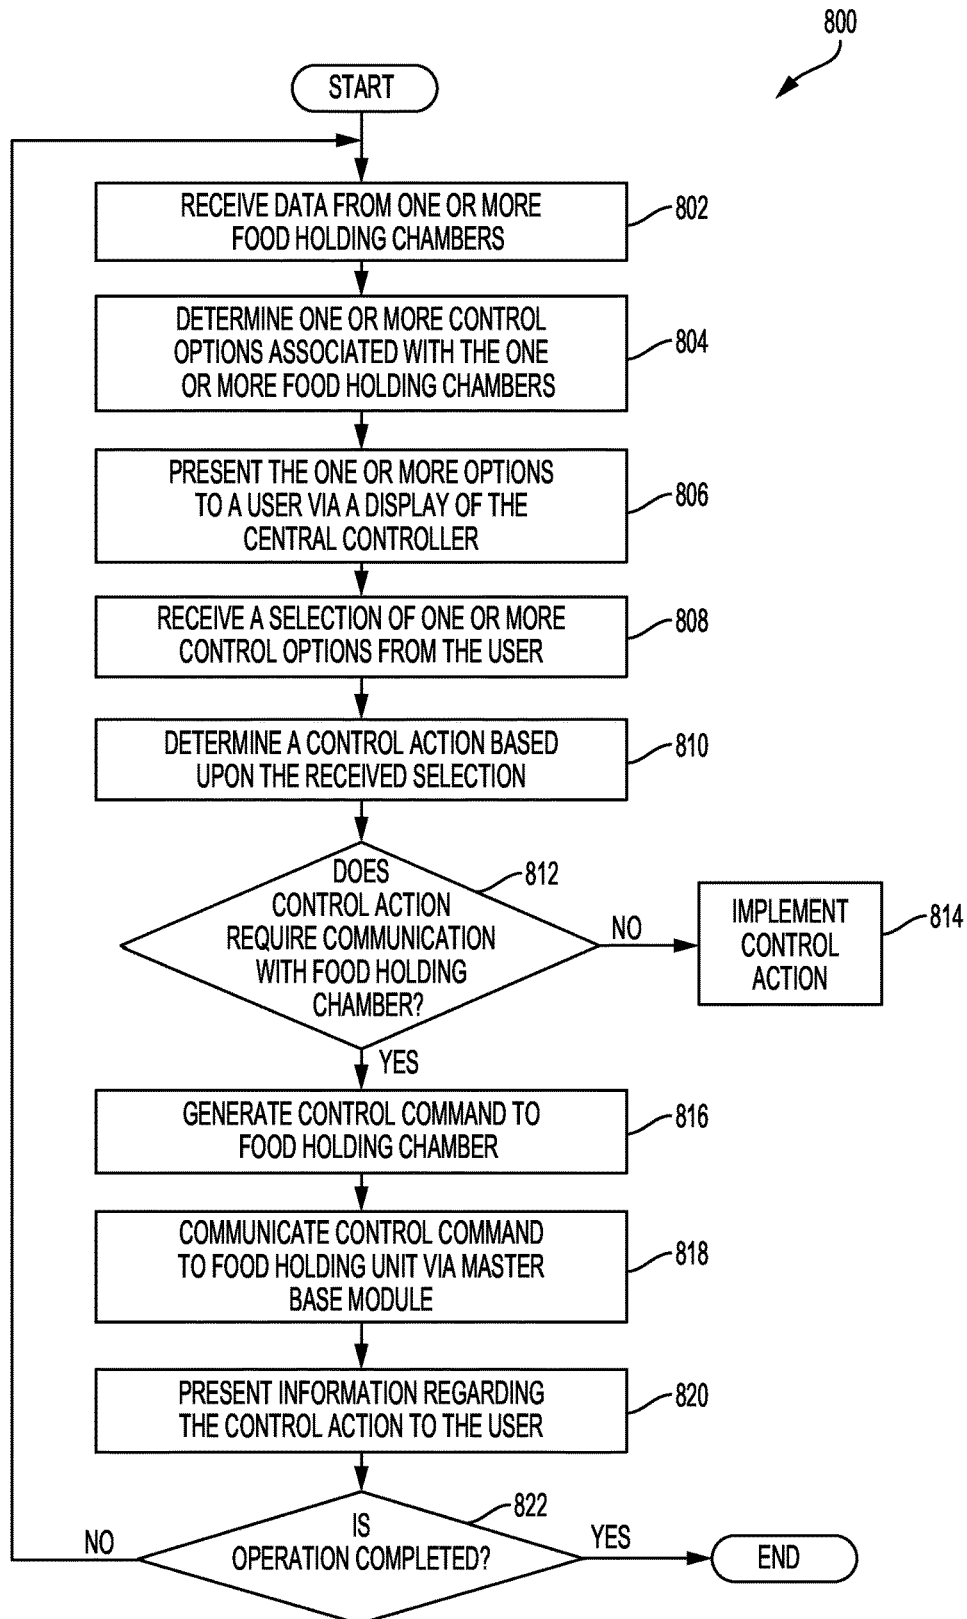 800
START
RECEIVE DATA FROM ONE OR MORE
FOOD HOLDING CHAMBERS
802
DETERMINE ONE OR MORE CONTROL
OPTIONS ASSOCIATED WITH THE ONE
OR MORE FOOD HOLDING CHAMBERS
804
PRESENT THE ONE OR MORE OPTIONS
TO A USER VIA A DISPLAY OF THE
CENTRAL CONTROLLER
806
RECEIVE A SELECTION OF ONE OR MORE
CONTROL OPTIONS FROM THE USER
808
DETERMINE A CONTROL ACTION BASED
UPON THE RECEIVED SELECTION
810
DOES
CONTROL ACTION
REQUIRE COMMUNICATION
WITH FOOD HOLDING
CHAMBER?
812
NO
IMPLEMENT
CONTROL
ACTION
814
YES
GENERATE CONTROL COMMAND TO
FOOD HOLDING CHAMBER
816
COMMUNICATE CONTROL COMMAND
TO FOOD HOLDING UNIT VIA MASTER
BASE MODULE
818
PRESENT INFORMATION REGARDING
THE CONTROL ACTION TO THE USER
820
IS
OPERATION COMPLETED?
822
NO
YES
END